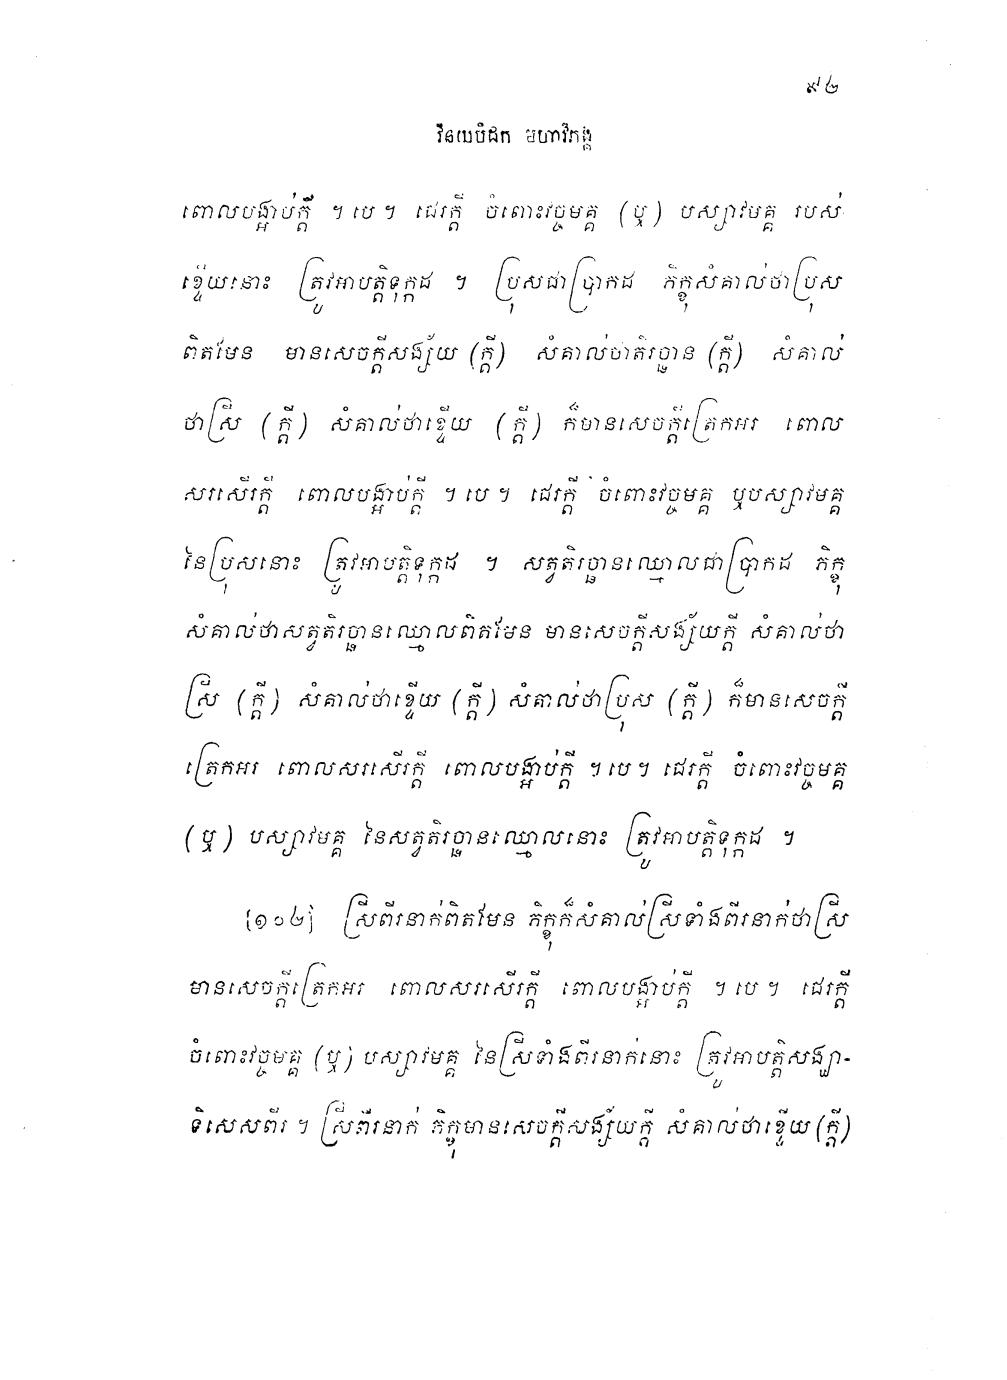 ៩២
វិនយបិដក មហាវិភង្គ
ពោលបង្អាប់ក្តី ។ បេ ។ ជេរក្តី ចំពោះវច្ចមគ្គ (ឬ) បស្សាវមគ្គ របស់
ខ្ទើយនោះ ត្រូវអាបត្តិទុក្កដ ។ ប្រុសជាប្រាកដ ភិក្ខុសំគាល់ថាប្រុស
ពិតមែន មានសេចក្តីសង្ស័យ (ក្តី) សំគាល់ថាតិរច្ឆាន (ក្តី) សំគាល់
ថាស្រី (ក្តី) សំគាល់ថាខ្ទើយ (ក្តី) ក៏មានសេចក្តីត្រេកអរ ពោល
សរសើរក្តី ពោលបង្អាប់ក្តី ។ បេ ។ ជេរក្តី ចំពោះវច្ចមគ្គ ឬបស្សាវមគ្គ
នៃប្រុសនោះ ត្រូវអាបត្តិទុក្កដ ។ សត្វតិរច្ឆានឈ្មោលជាប្រាកដ ភិក្ខុ
សំគាល់ថាសត្វតិរច្ឆានឈ្មោលពិតមែន មានសេចក្តីសង្ស័យក្តី សំគាល់ថា
ស្រី (ក្តី) សំគាល់ថាខ្ទើយ (ក្តី) សំគាល់ថាប្រុស (ក្តី) ក៏មានសេចក្តី
ត្រេកអរ ពោលសរសើរក្តី ពោលបង្អាប់ក្តី ។ បេ ។ ជេរក្តី ចំពោះវច្ចមគ្គ
(ឬ) បស្សាវមគ្គ នៃសត្វតិរច្ឆានឈ្មោលនោះ ត្រូវអាបត្តិទុក្កដ ។
[១០២] ស្រីពីរនាក់ពិតមែន ភិក្ខុក៏សំគាល់ស្រីទាំងពីរនាក់ថាស្រី
មានសេចក្តីត្រេកអរ ពោលសរសើរក្តី ពោលបង្អាប់ក្តី ។ បេ ។ ជេរក្តី
ចំពោះវច្ចមគ្គ (ឬ) បស្សាវមគ្គ នៃស្រីទាំងពីរនាក់នោះ ត្រូវអាបត្តិសង្ឃា-
ទិសេសពីរ ។ ស្រីពីរនាក់ ភិក្ខុមានសេចក្តីសង្ស័យក្តី សំគាល់ថាខ្ទើយ (ក្តី)